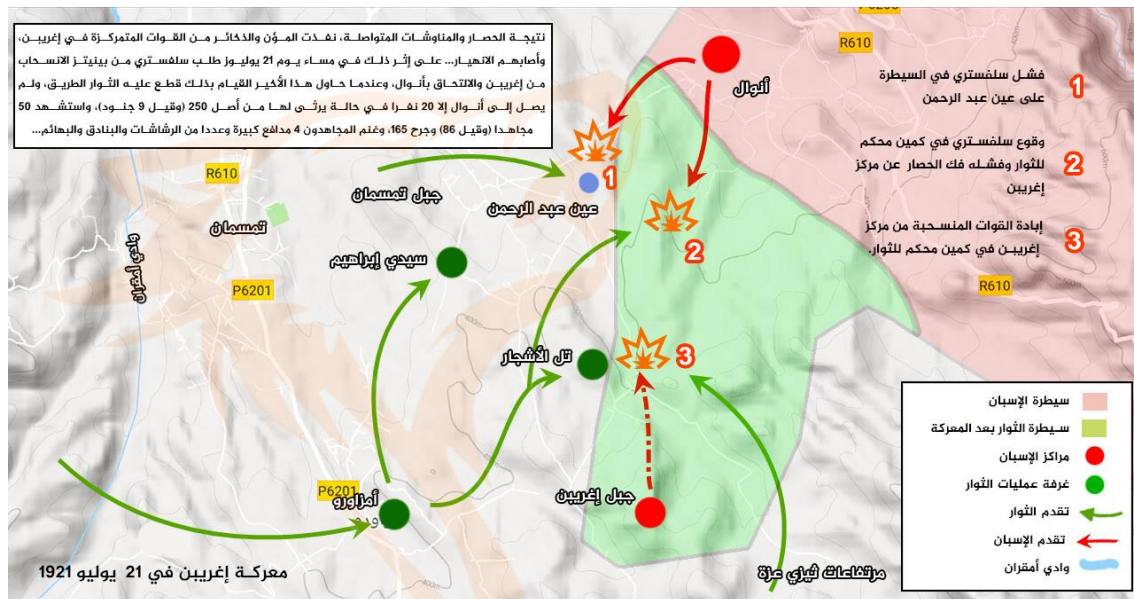 نتيجة الحصار والمناوشات المتواصلة، نفذت المؤن والذخائر من القوات المتمركزة في إغريبن،
وأصابهم الانهيار... على إثر ذلك في مساء يوم 21 يوليوز طلب سلفستري من بينيتز الانسحاب
من إغريبن والالتحاق بأنوال، وعندما حاول هذا الأخير القيام بذلك قطع عليه الثوار الطريق، ولم
يصل إلى أنوال إلا 20 نفرا في حالة يرثى لها من أصل 250 (وقيل 9 جنود)، واستشهد 50
مجاهدا (وقيل 86) وجرح 165، وغنم المجاهدون 4 مدافع كبيرة وعددا من الرشاشات والبنادق والبهائم...
R610
أنوال
فشل سلفستري في السيطرة
على عين عبد الرحمن
1
وقوع سلفستري في كمين محكم
للثوار وفشله فك الحصار عن مركز
إغريبن
2
إبادة القوات المنسحبة من مركز
إغريبن في كمين محكم للثوار.
3
R610
R610
جبل تمسمان
1
عين عبد الرحمن
تمسمان
وادي أمقران
سيدي إبراهيم
2
P6201
تل الأشجار
3
P6201
أمزاورو
جبل إغريبن
مرتفاعات ثيزي عزة
معركة إغريبن في 21 يوليو 1921
سيطرة الإسبان
سيطرة الثوار بعد المعركة
مراكز الإسبان
غرفة عمليات الثوار
تقدم الثوار
تقدم الإسبان
وادي أمقران